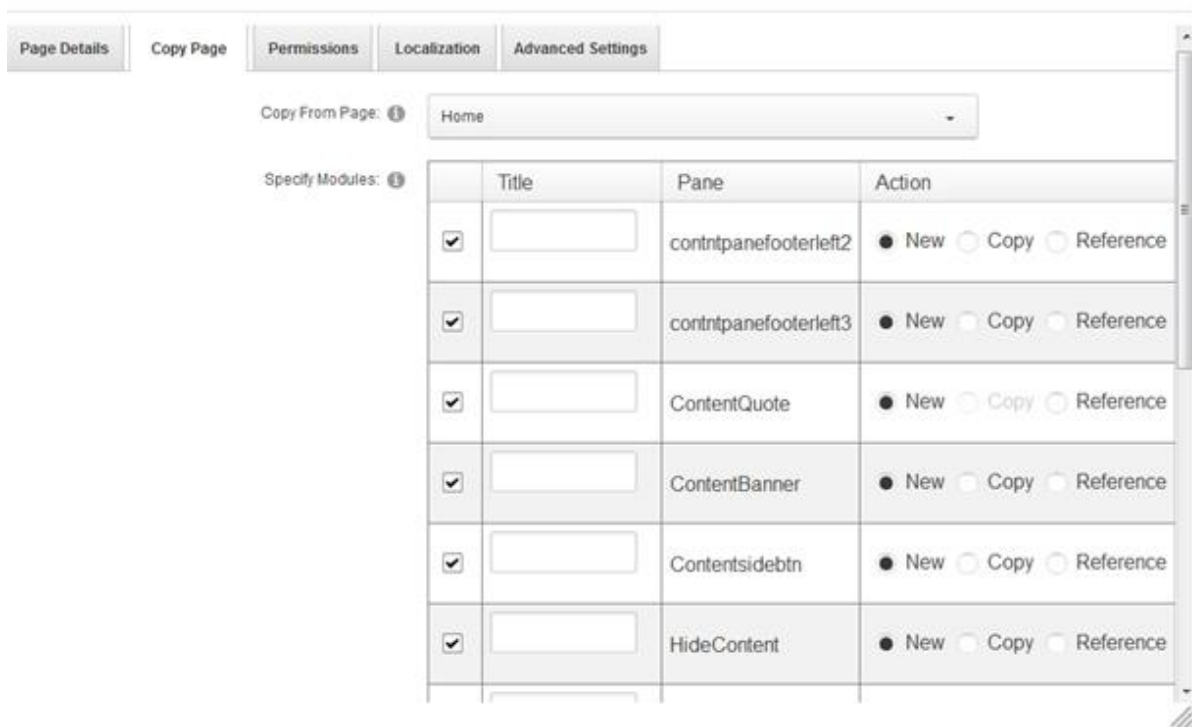 Page Details Copy Page Permissions Localization Advanced Settings
Copy From Page: Home
Specify Modules: Title Pane Action
contntpanefooterleft2 New Copy Reference
contntpanefooterleft3 New Copy Reference
ContentQuote New Copy Reference
ContentBanner New Copy Reference
Contentsidebtn New Copy Reference
HideContent New Copy Reference